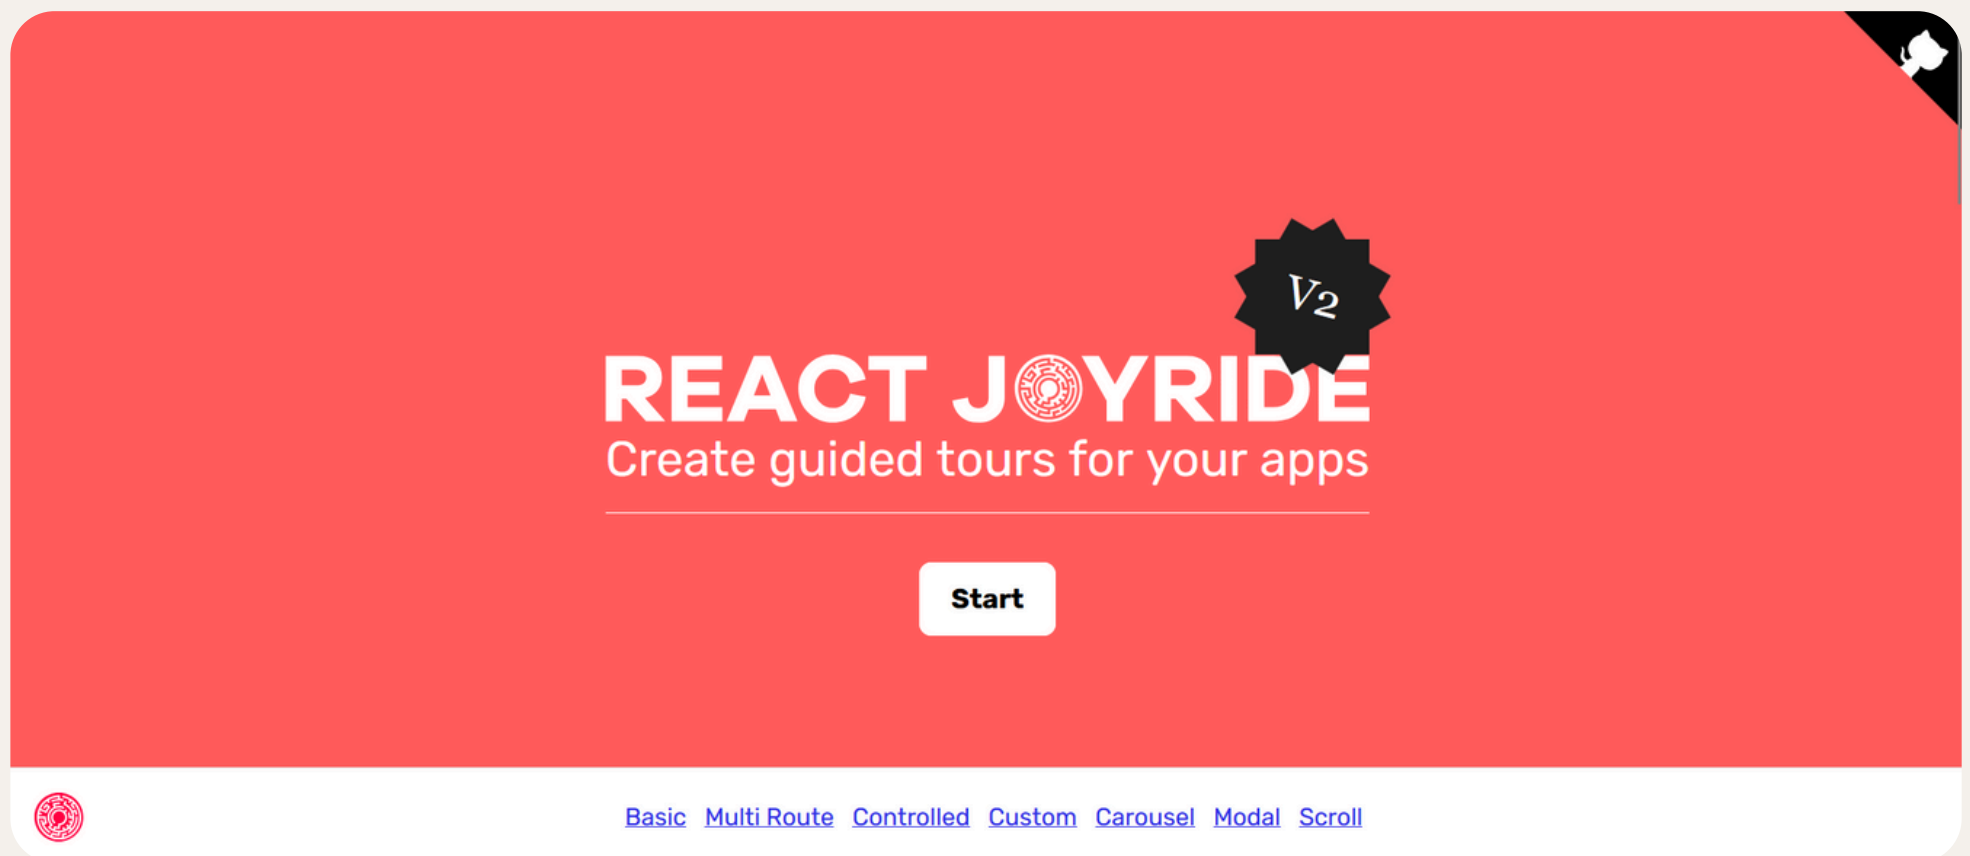 V2
REACT JOYRIDE
Create guided tours for your apps
Start
Basic Multi Route Controlled Custom Carousel Modal Scroll